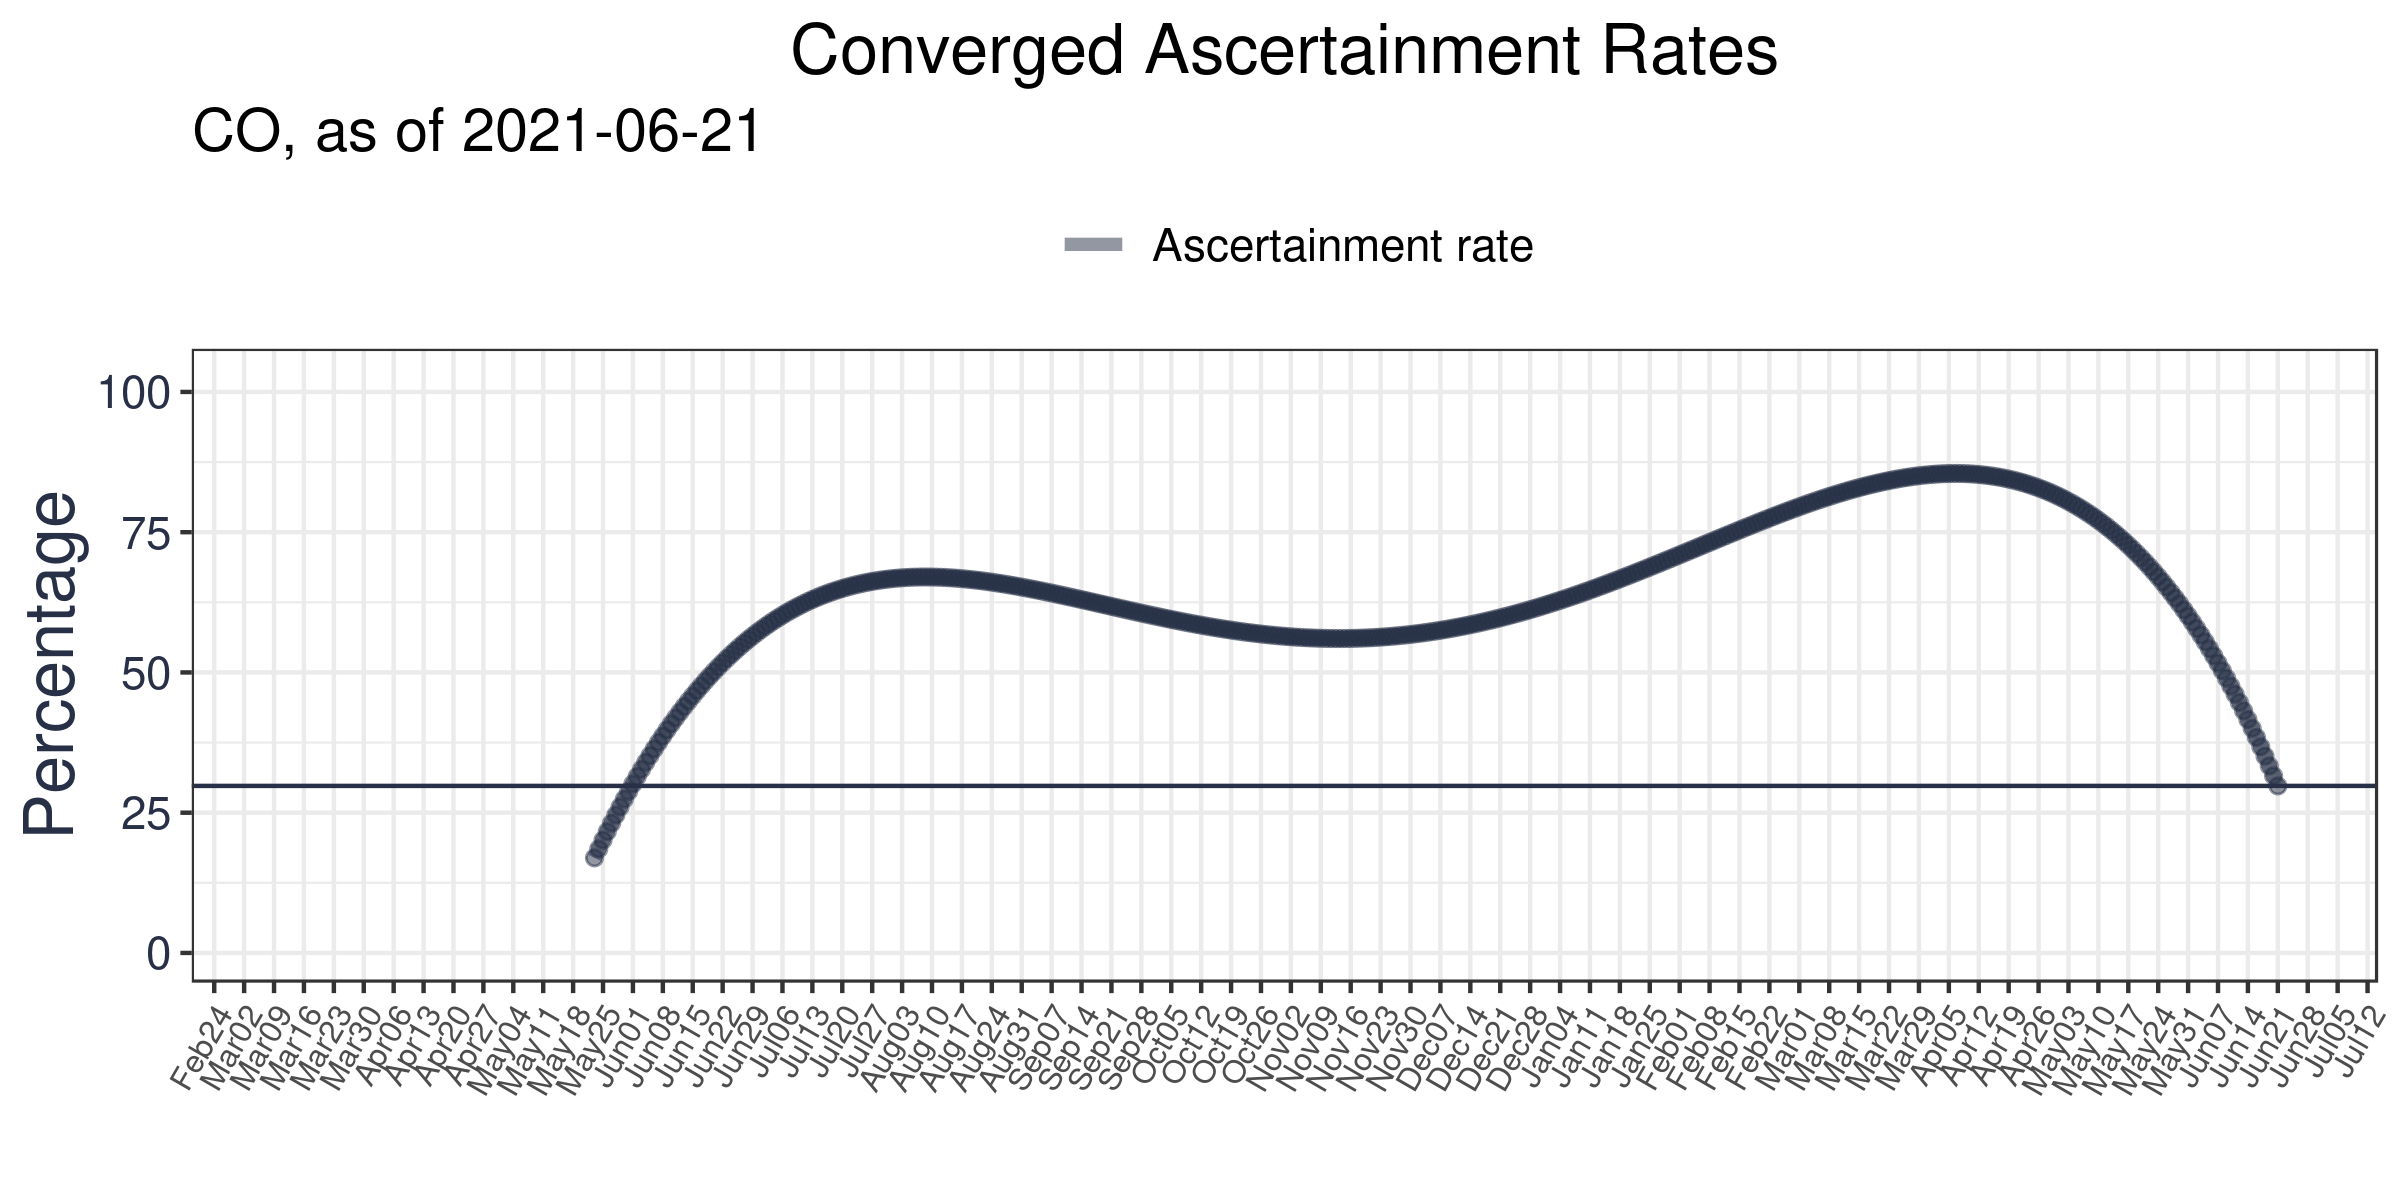 Converged Ascertainment Rates
CO, as of 2021-06-21
Ascertainment rate
Percentage
100
75
50
25
0
Feb24 Mar02 Mar09 Mar16 Mar23 Mar30 Apr06 Apr13 Apr20 Apr27 May04 May11 May18 May25 Jun01 Jun08 Jun15 Jun22 Jun29 Jul06 Jul13 Jul20 Jul27 Aug03 Aug10 Aug17 Aug24 Aug31 Sep07 Sep14 Sep21 Sep28 Oct05 Oct12 Oct19 Oct26 Nov02 Nov09 Nov16 Nov23 Nov30 Dec07 Dec14 Dec21 Dec28 Jan04 Jan11 Jan18 Jan25 Feb01 Feb08 Feb15 Feb22 Mar01 Mar08 Mar15 Mar22 Mar29 Apr05 Apr12 Apr19 Apr26 May03 May10 May17 May24 May31 Jun07 Jun14 Jun21 Jun28 Jul05 Jul12